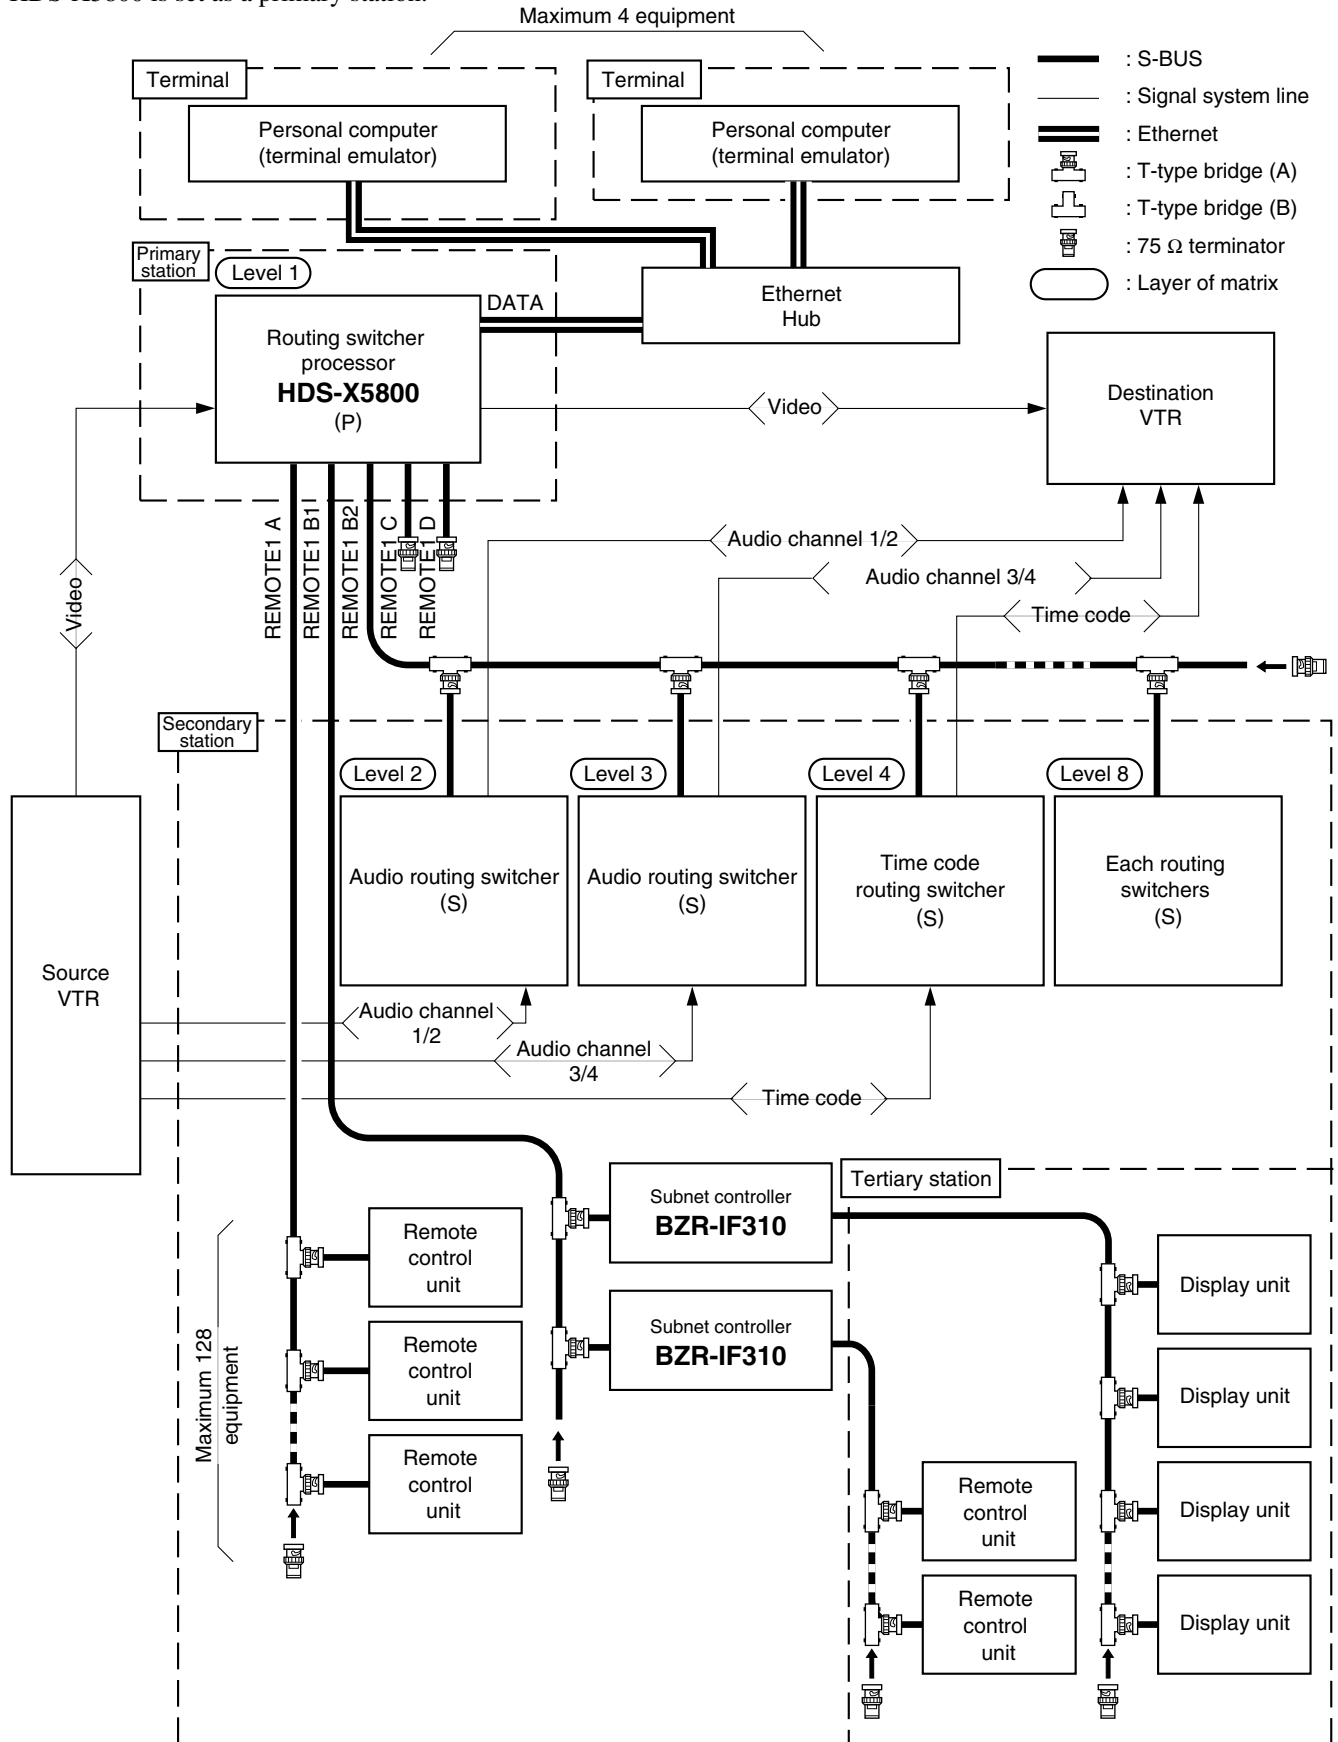 HDS-X5800 is set as a primary station.
Maximum 4 equipment
Terminal
Personal computer
(terminal emulator)
Terminal
Personal computer
(terminal emulator)
: S-BUS
: Signal system line
: Ethernet
: T-type bridge (A)
: T-type bridge (B)
: 75 Ω terminator
: Layer of matrix
Primary
station
Level 1
DATA
Ethernet
Hub
Routing switcher
processor
HDS-X5800
(P)
Video
Destination
VTR
REMOTE1 A
REMOTE1 B1
REMOTE1 B2
REMOTE1 C
REMOTE1 D
Video
Audio channel 1/2
Audio channel 3/4
Time code
Secondary
station
Level 2
Level 3
Level 4
Level 8
Audio routing switcher
(S)
Audio routing switcher
(S)
Time code
routing switcher
(S)
Each routing
switchers
(S)
Source
VTR
Audio channel
1/2
Audio channel
3/4
Time code
Subnet controller
BZR-IF310
Tertiary station
Subnet controller
BZR-IF310
Maximum 128
equipment
Remote
control
unit
Remote
control
unit
Remote
control
unit
Display unit
Display unit
Display unit
Display unit
Remote
control
unit
Remote
control
unit